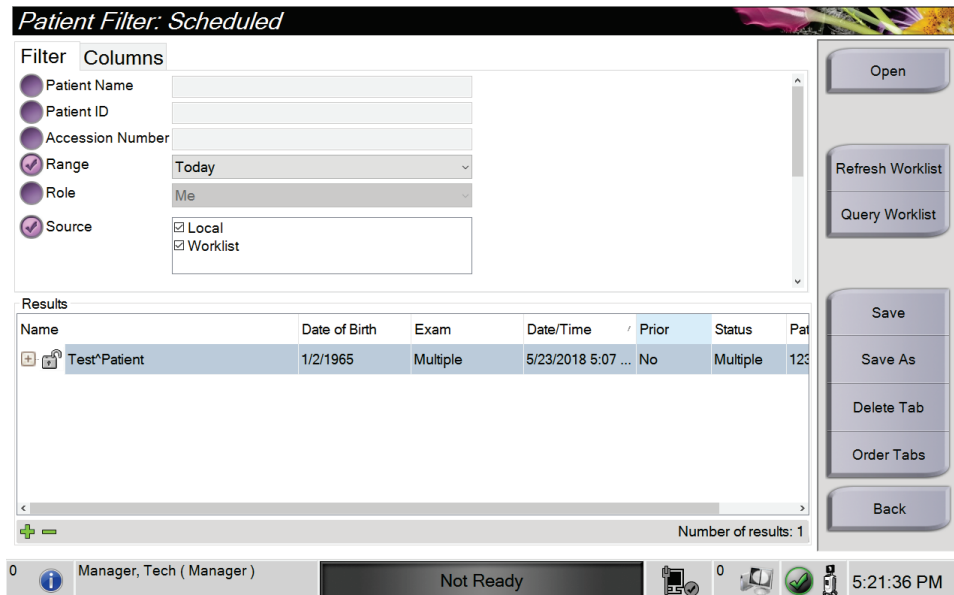 Patient Filter: Scheduled
Filter Columns
Patient Name
Patient ID
Accession Number
Range Today
Role Me
Source Local
Worklist
Open
Refresh Worklist
Query Worklist
Save
Save As
Delete Tab
Order Tabs
Back
Results
Name Date of Birth Exam Date/Time Prior Status Pat
Test^Patient 1/2/1965 Multiple 5/23/2018 5:07 ... No Multiple 123
Number of results: 1
0 Manager, Tech ( Manager ) Not Ready 0 5:21:36 PM